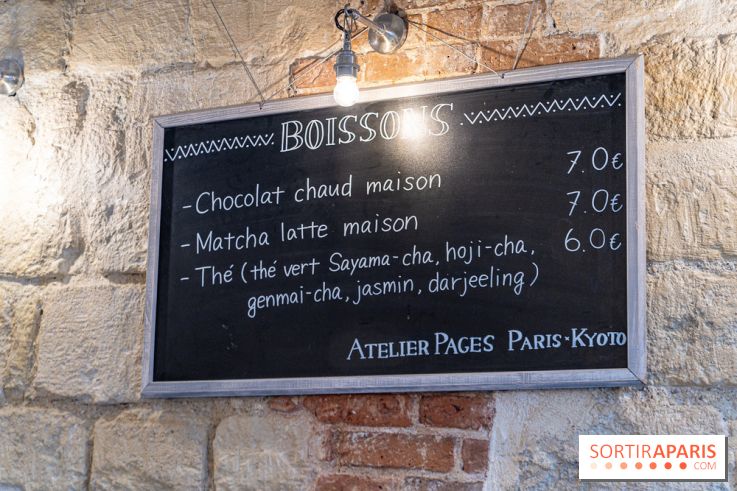 BOISSONS
- Chocolat chaud maison 7.0€
- Matcha latte maison 7.0€
- Thé (thé vert Sayama-cha, hoji-cha, 6.0€
genmai-cha, jasmin, darjeeling)
ATELIER PAGES PARIS・KYOTO
SORTIRAPARIS
.COM